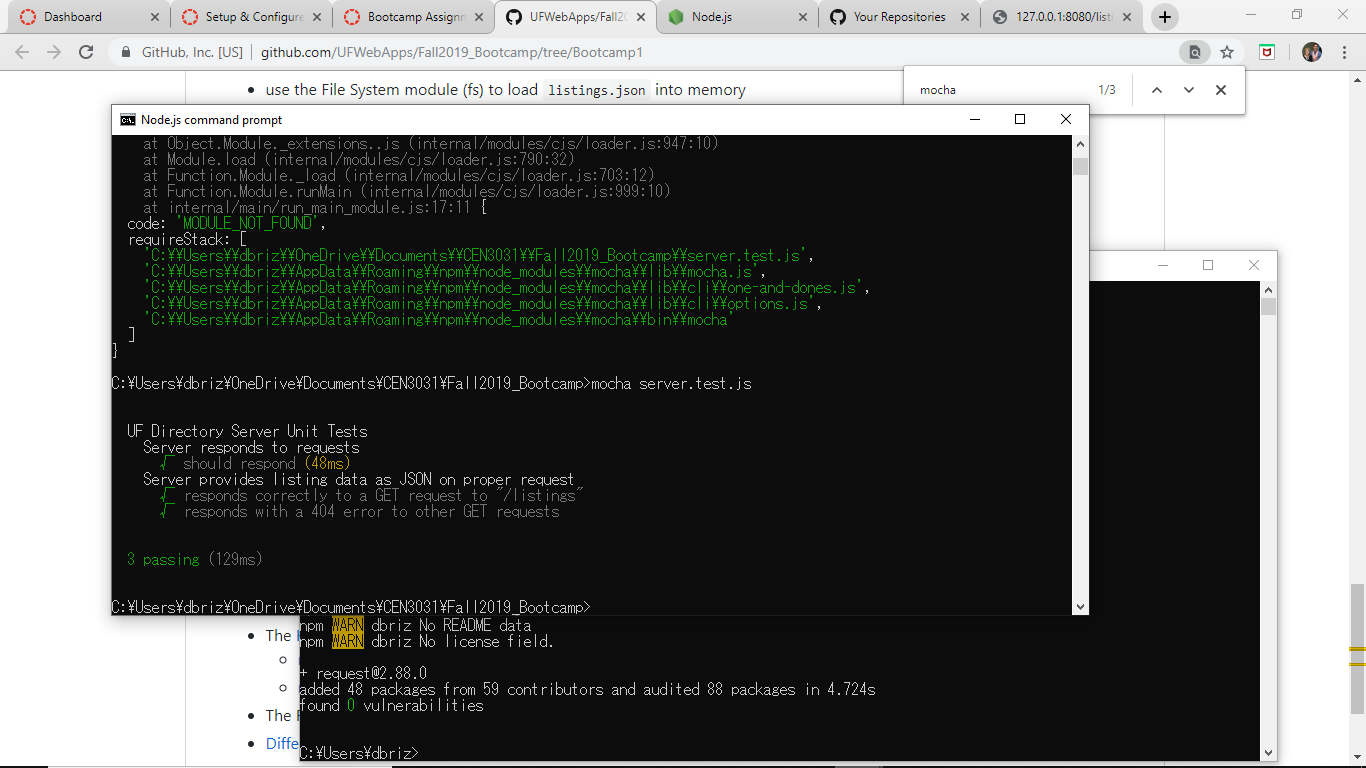 Dashboard
Setup & Configure
Bootcamp Assignm
UFWebApps/Fall20
Node.js
Your Repositories
127.0.0.1:8080/listi
GitHub, Inc. [US] | github.com/UFWebApps/Fall2019_Bootcamp/tree/Bootcamp1
mocha 1/3
• use the File System module (fs) to load listings.json into memory
Node.js command prompt
at Object.Module._extensions..js (internal/modules/cjs/loader.js:947:10)
at Module.load (internal/modules/cjs/loader.js:790:32)
at Function.Module._load (internal/modules/cjs/loader.js:703:12)
at Function.Module.runMain (internal/modules/cjs/loader.js:999:10)
at internal/main/run_main_module.js:17:11 {
code: 'MODULE_NOT_FOUND',
requireStack: [
'C:¥¥Users¥¥dbriz¥¥OneDrive¥¥Documents¥¥CEN3031¥¥Fall2019_Bootcamp¥¥server.test.js',
'C:¥¥Users¥¥dbriz¥¥AppData¥¥Roaming¥¥npm¥¥node_modules¥¥mocha¥¥lib¥¥mocha.js',
'C:¥¥Users¥¥dbriz¥¥AppData¥¥Roaming¥¥npm¥¥node_modules¥¥mocha¥¥lib¥¥cli¥¥one-and-dones.js',
'C:¥¥Users¥¥dbriz¥¥AppData¥¥Roaming¥¥npm¥¥node_modules¥¥mocha¥¥lib¥¥cli¥¥options.js',
'C:¥¥Users¥¥dbriz¥¥AppData¥¥Roaming¥¥npm¥¥node_modules¥¥mocha¥¥bin¥¥mocha'
]
}
C:¥Users¥dbriz¥OneDrive¥Documents¥CEN3031¥Fall2019_Bootcamp>mocha server.test.js
UF Directory Server Unit Tests
Server responds to requests
√ should respond (48ms)
Server provides listing data as JSON on proper request
√ responds correctly to a GET request to "/listings"
√ responds with a 404 error to other GET requests
3 passing (129ms)
C:¥Users¥dbriz¥OneDrive¥Documents¥CEN3031¥Fall2019_Bootcamp>
npm WARN dbriz No README data
npm WARN dbriz No license field.
+ request@2.88.0
added 48 packages from 59 contributors and audited 88 packages in 4.724s
found 0 vulnerabilities
C:¥Users¥dbriz>
• The
• The
• Diffe